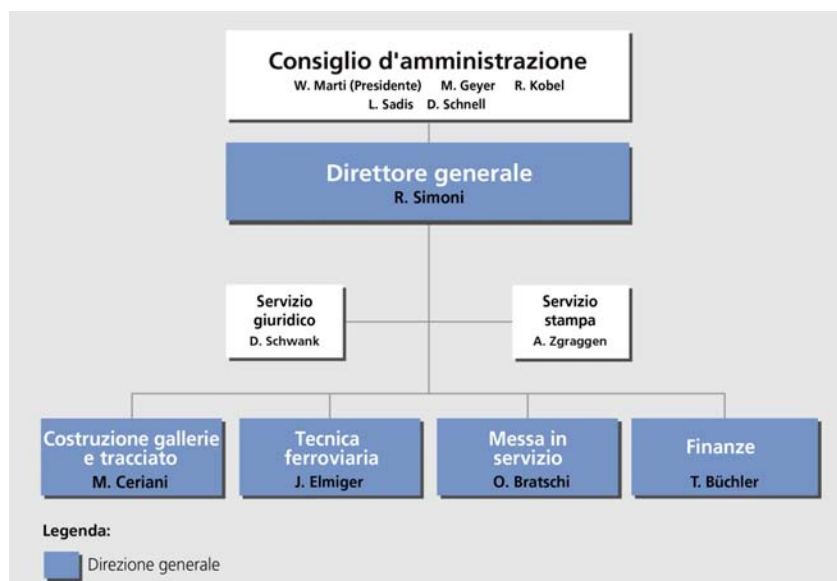 Consiglio d'amministrazione
W. Marti (Presidente) M. Geyer R. Kobel
L. Sadis D. Schnell
Direttore generale
R. Simoni
Servizio
giuridico
D. Schwank
Servizio
stampa
A. Zgraggen
Costruzione gallerie
e tracciato
M. Ceriani
Tecnica
ferroviaria
J. Elmiger
Messa in
servizio
O. Bratschi
Finanze
T. Büchler
Legenda:
Direzione generale